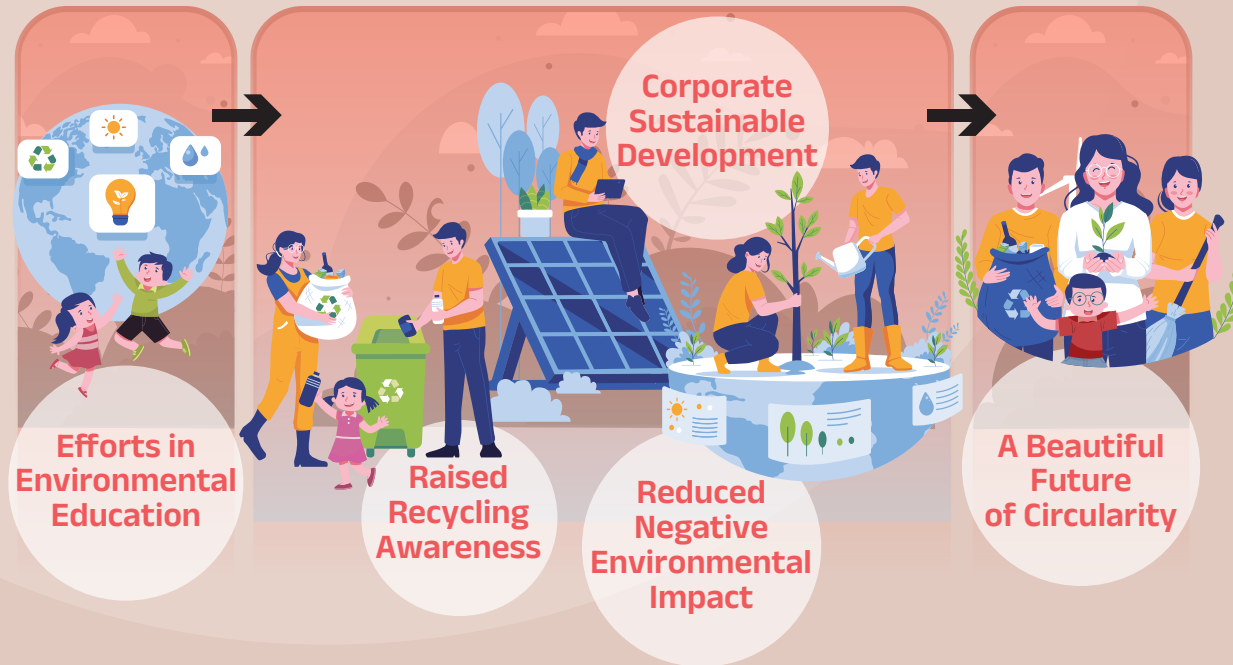 Efforts in
Environmental
Education
Raised
Recycling
Awareness
Corporate
Sustainable
Development
Reduced
Negative
Environmental
Impact
A Beautiful
Future
of Circularity